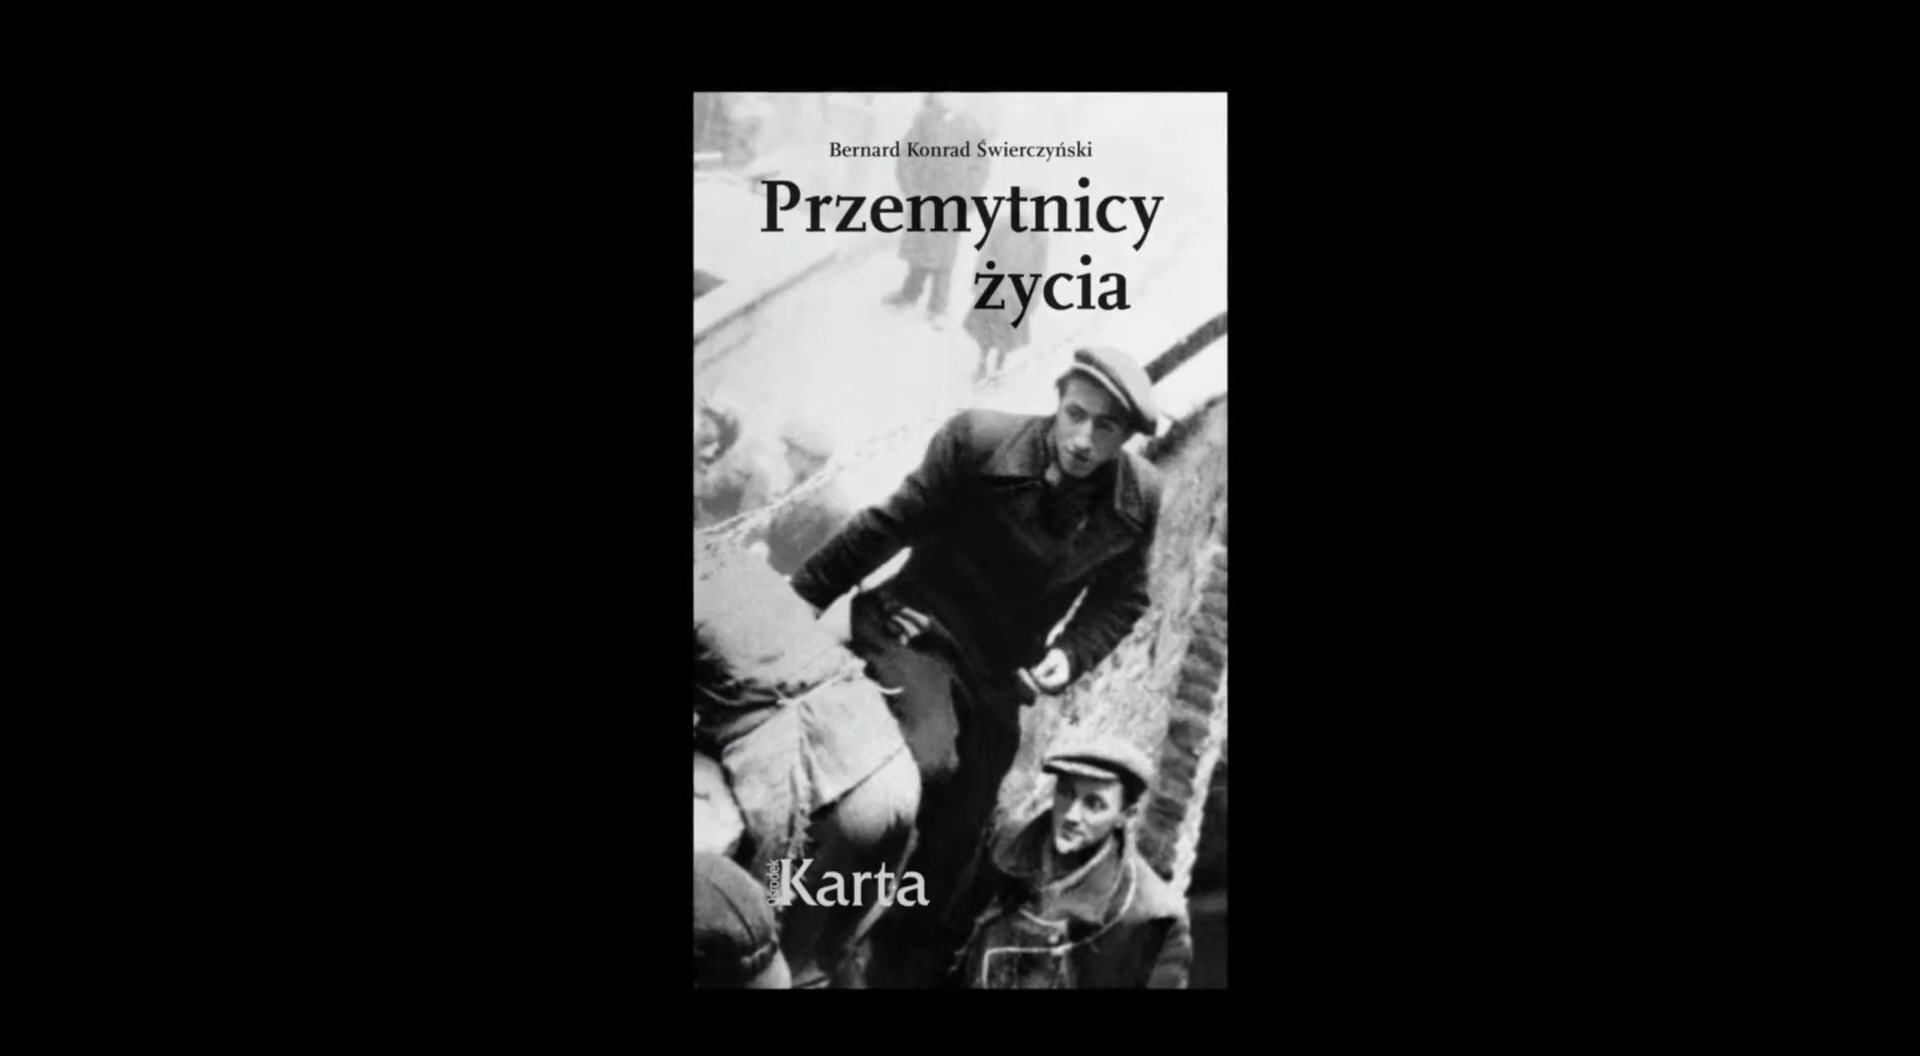 Bernard Konrad Świerczyński
Przemytnicy
życia
ośrodek
Karta